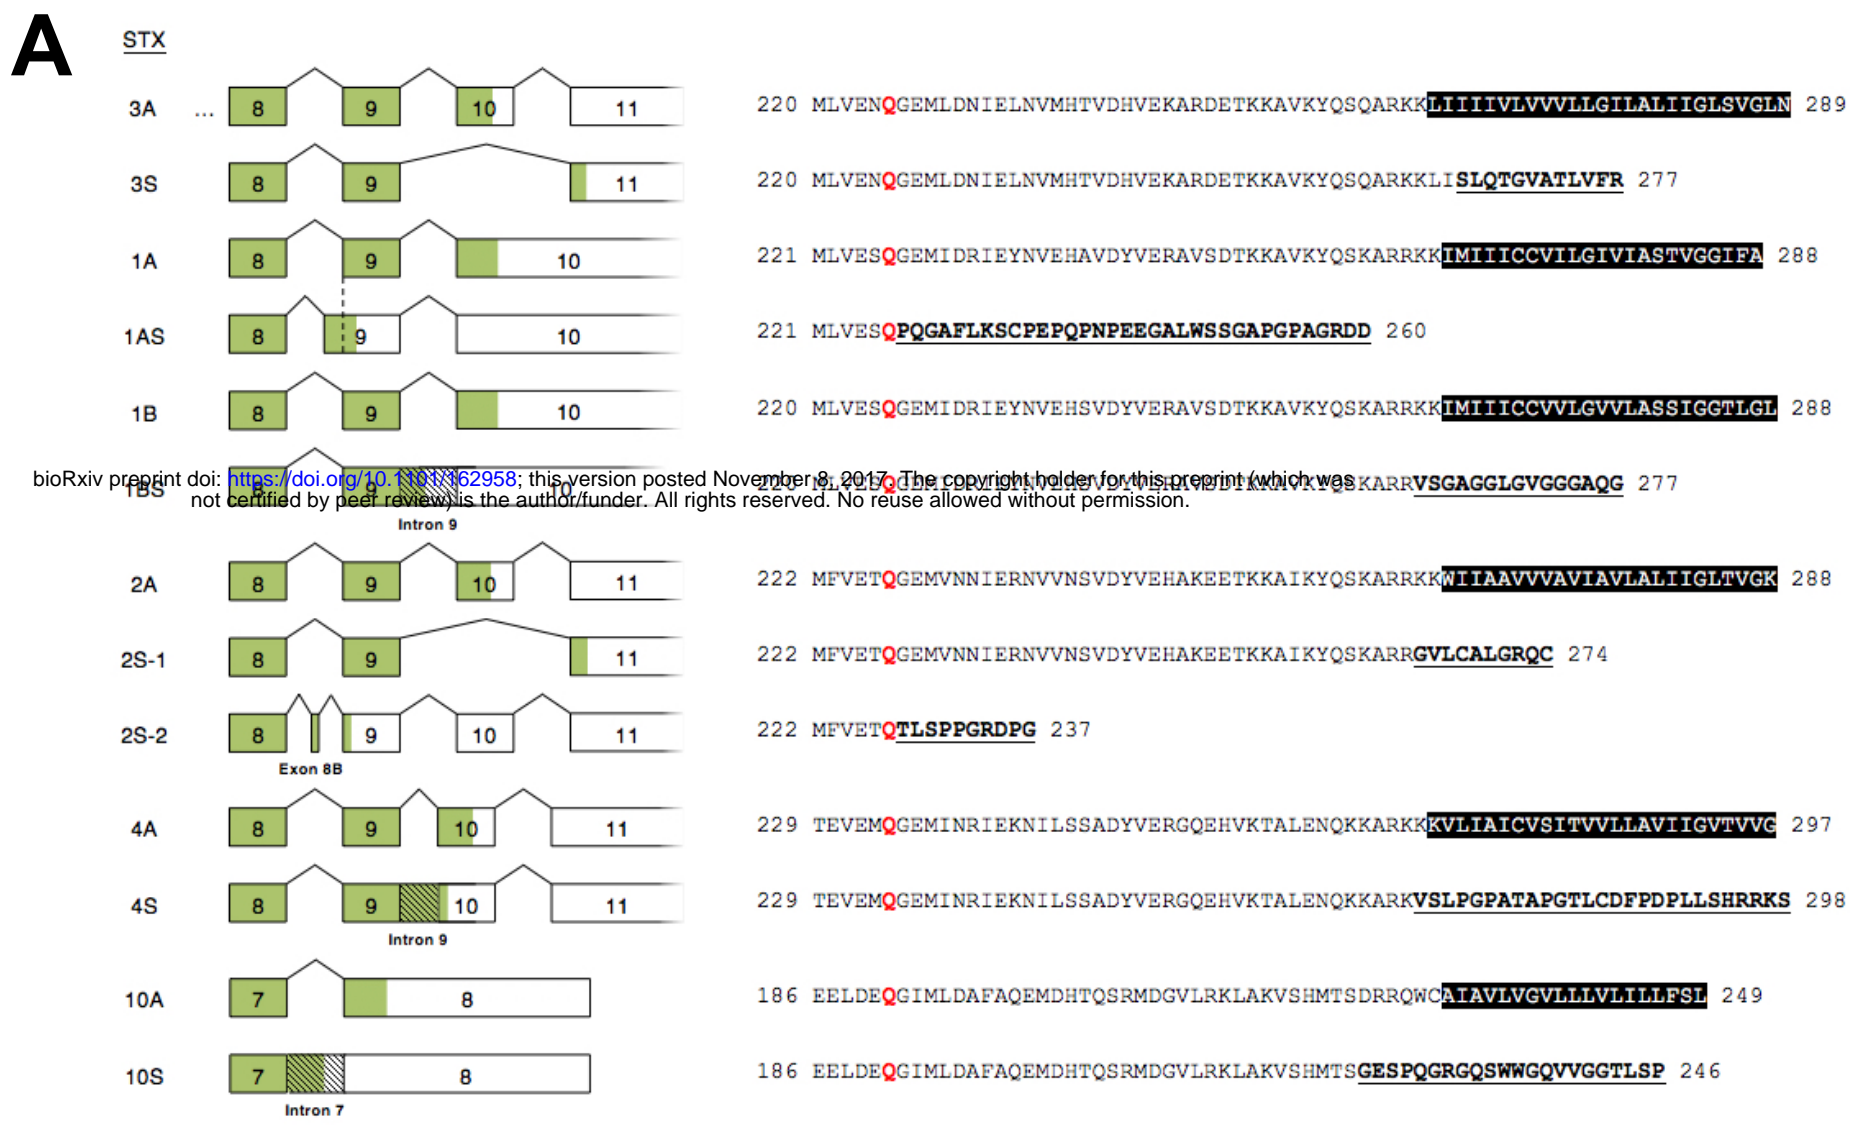 A
STX
3A ... 8 9 10 11 220 MLVENQGEMLDNIELNVMHTVDHVEKARDETKKAVKYQSQARKKLIIIIVLVVVLLGILALIIGLSVGLN 289
3S 8 9 11 220 MLVENQGEMLDNIELNVMHTVDHVEKARDETKKAVKYQSQARKKLISLQTGVATLVFR 277
1A 8 9 10 221 MLVESQGEMIDRIEYNVEHAVDYVERAVSDTKKAVKYQSKARRKKIMIIICCVILGIVIASTVGGIFA 288
1AS 8 9 10 221 MLVESQPQGAFLKSCPEPQPNPEEGALWSSGAPGPAGRDD 260
1B 8 9 10 220 MLVESQGEMIDRIEYNVEHSVDYVERAVSDTKKAVKYQSKARRKKIMIIICCVVLGVVLASSIGGTLGL 288
bioRxiv preprint doi: https://doi.org/10.1101/162958; this version posted November 8, 2017. The copyright holder for this preprint (which was
not certified by peer review) is the author/funder. All rights reserved. No reuse allowed without permission.
1BS 8 9 10 220 SKARRVSGAGGLGVGGGAQG 277
Intron 9
2A 8 9 10 11 222 MFVETQGEMVNNIERNVVNSVDYVEHAKEETKKAIKYQSKARRKKWIIAAVVVAVIAVLALIIGLTVGK 288
2S-1 8 9 11 222 MFVETQGEMVNNIERNVVNSVDYVEHAKEETKKAIKYQSKARRGVLCALGRQC 274
2S-2 8 9 10 11 222 MFVETQTLSPPGRDPG 237
Exon 8B
4A 8 9 10 11 229 TEVEMQGEMINRIEKNILSSADYVERGQEHVKTALENQKKARKKKVLIAICVSITVVLLAVIIGVTVVG 297
4S 8 9 10 11 229 TEVEMQGEMINRIEKNILSSADYVERGQEHVKTALENQKKARKVSLPGPATAPGTLCDFPDPLLSHRRKS 298
Intron 9
10A 7 8 186 EELDEQGIMLDAFAQEMDHTQSRMDGVLRKLAKVSHMTSDRRQWCAIAVLVGVLLLVLILLFSL 249
10S 7 8 186 EELDEQGIMLDAFAQEMDHTQSRMDGVLRKLAKVSHMTSGESPQGRGQSWWGQVVGGTLSP 246
Intron 7